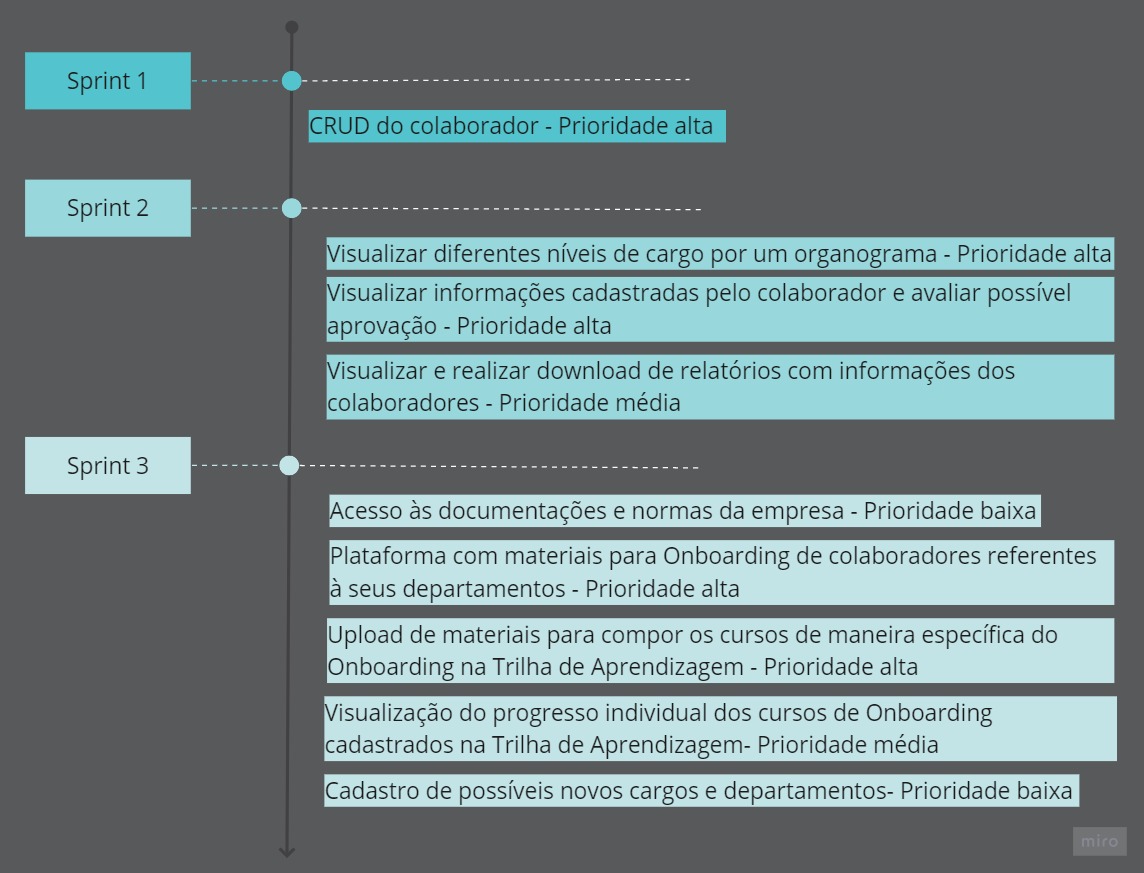 Sprint 1
CRUD do colaborador - Prioridade alta
Sprint 2
Visualizar diferentes níveis de cargo por um organograma - Prioridade alta
Visualizar informações cadastradas pelo colaborador e avaliar possível
aprovação - Prioridade alta
Visualizar e realizar download de relatórios com informações dos
colaboradores - Prioridade média
Sprint 3
Acesso às documentações e normas da empresa - Prioridade baixa
Plataforma com materiais para Onboarding de colaboradores referentes
à seus departamentos - Prioridade alta
Upload de materiais para compor os cursos de maneira específica do
Onboarding na Trilha de Aprendizagem - Prioridade alta
Visualização do progresso individual dos cursos de Onboarding
cadastrados na Trilha de Aprendizagem- Prioridade média
Cadastro de possíveis novos cargos e departamentos- Prioridade baixa
miro